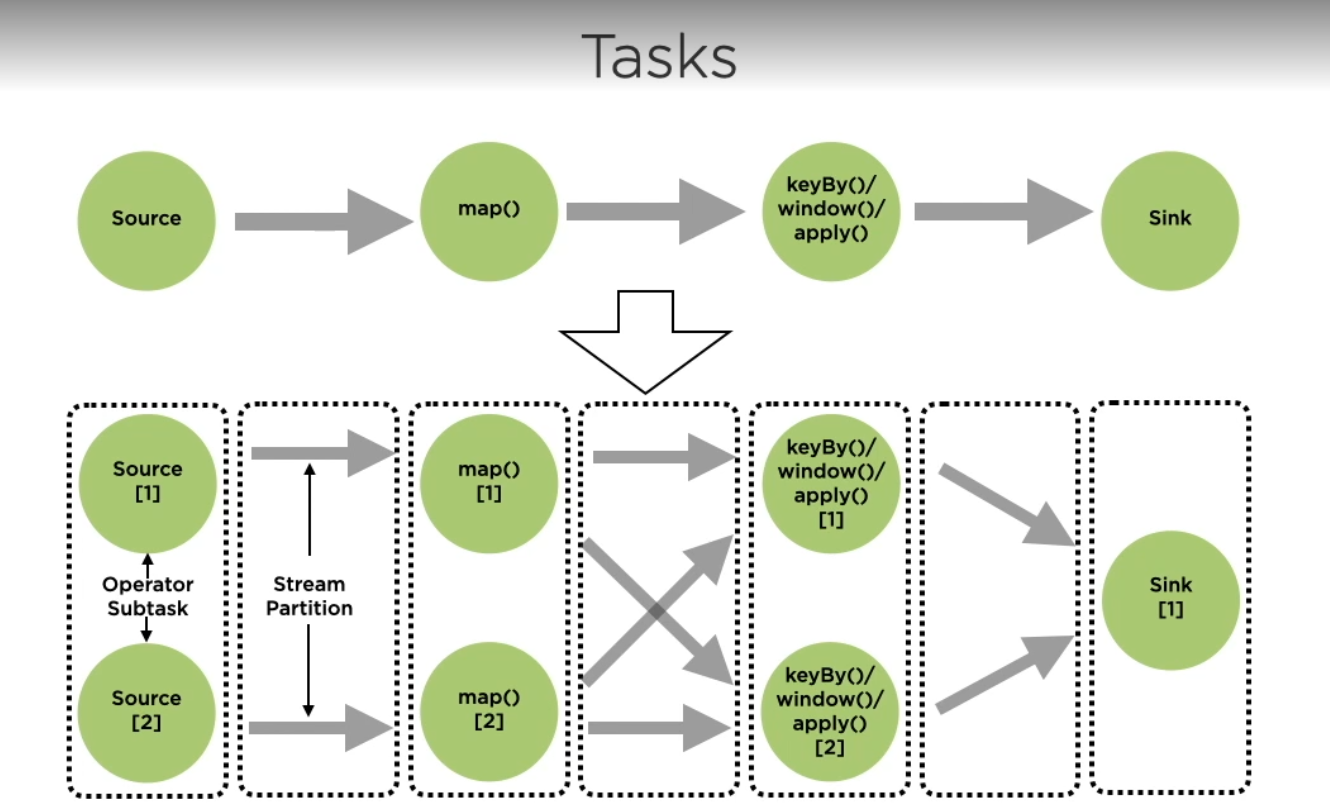 Tasks
Source
map()
keyBy()/
window()/
apply()
Sink
Source
[1]
Operator
Subtask
Source
[2]
Stream
Partition
map()
[1]
map()
[2]
keyBy()/
window()/
apply()
[1]
keyBy()/
window()/
apply()
[2]
Sink
[1]